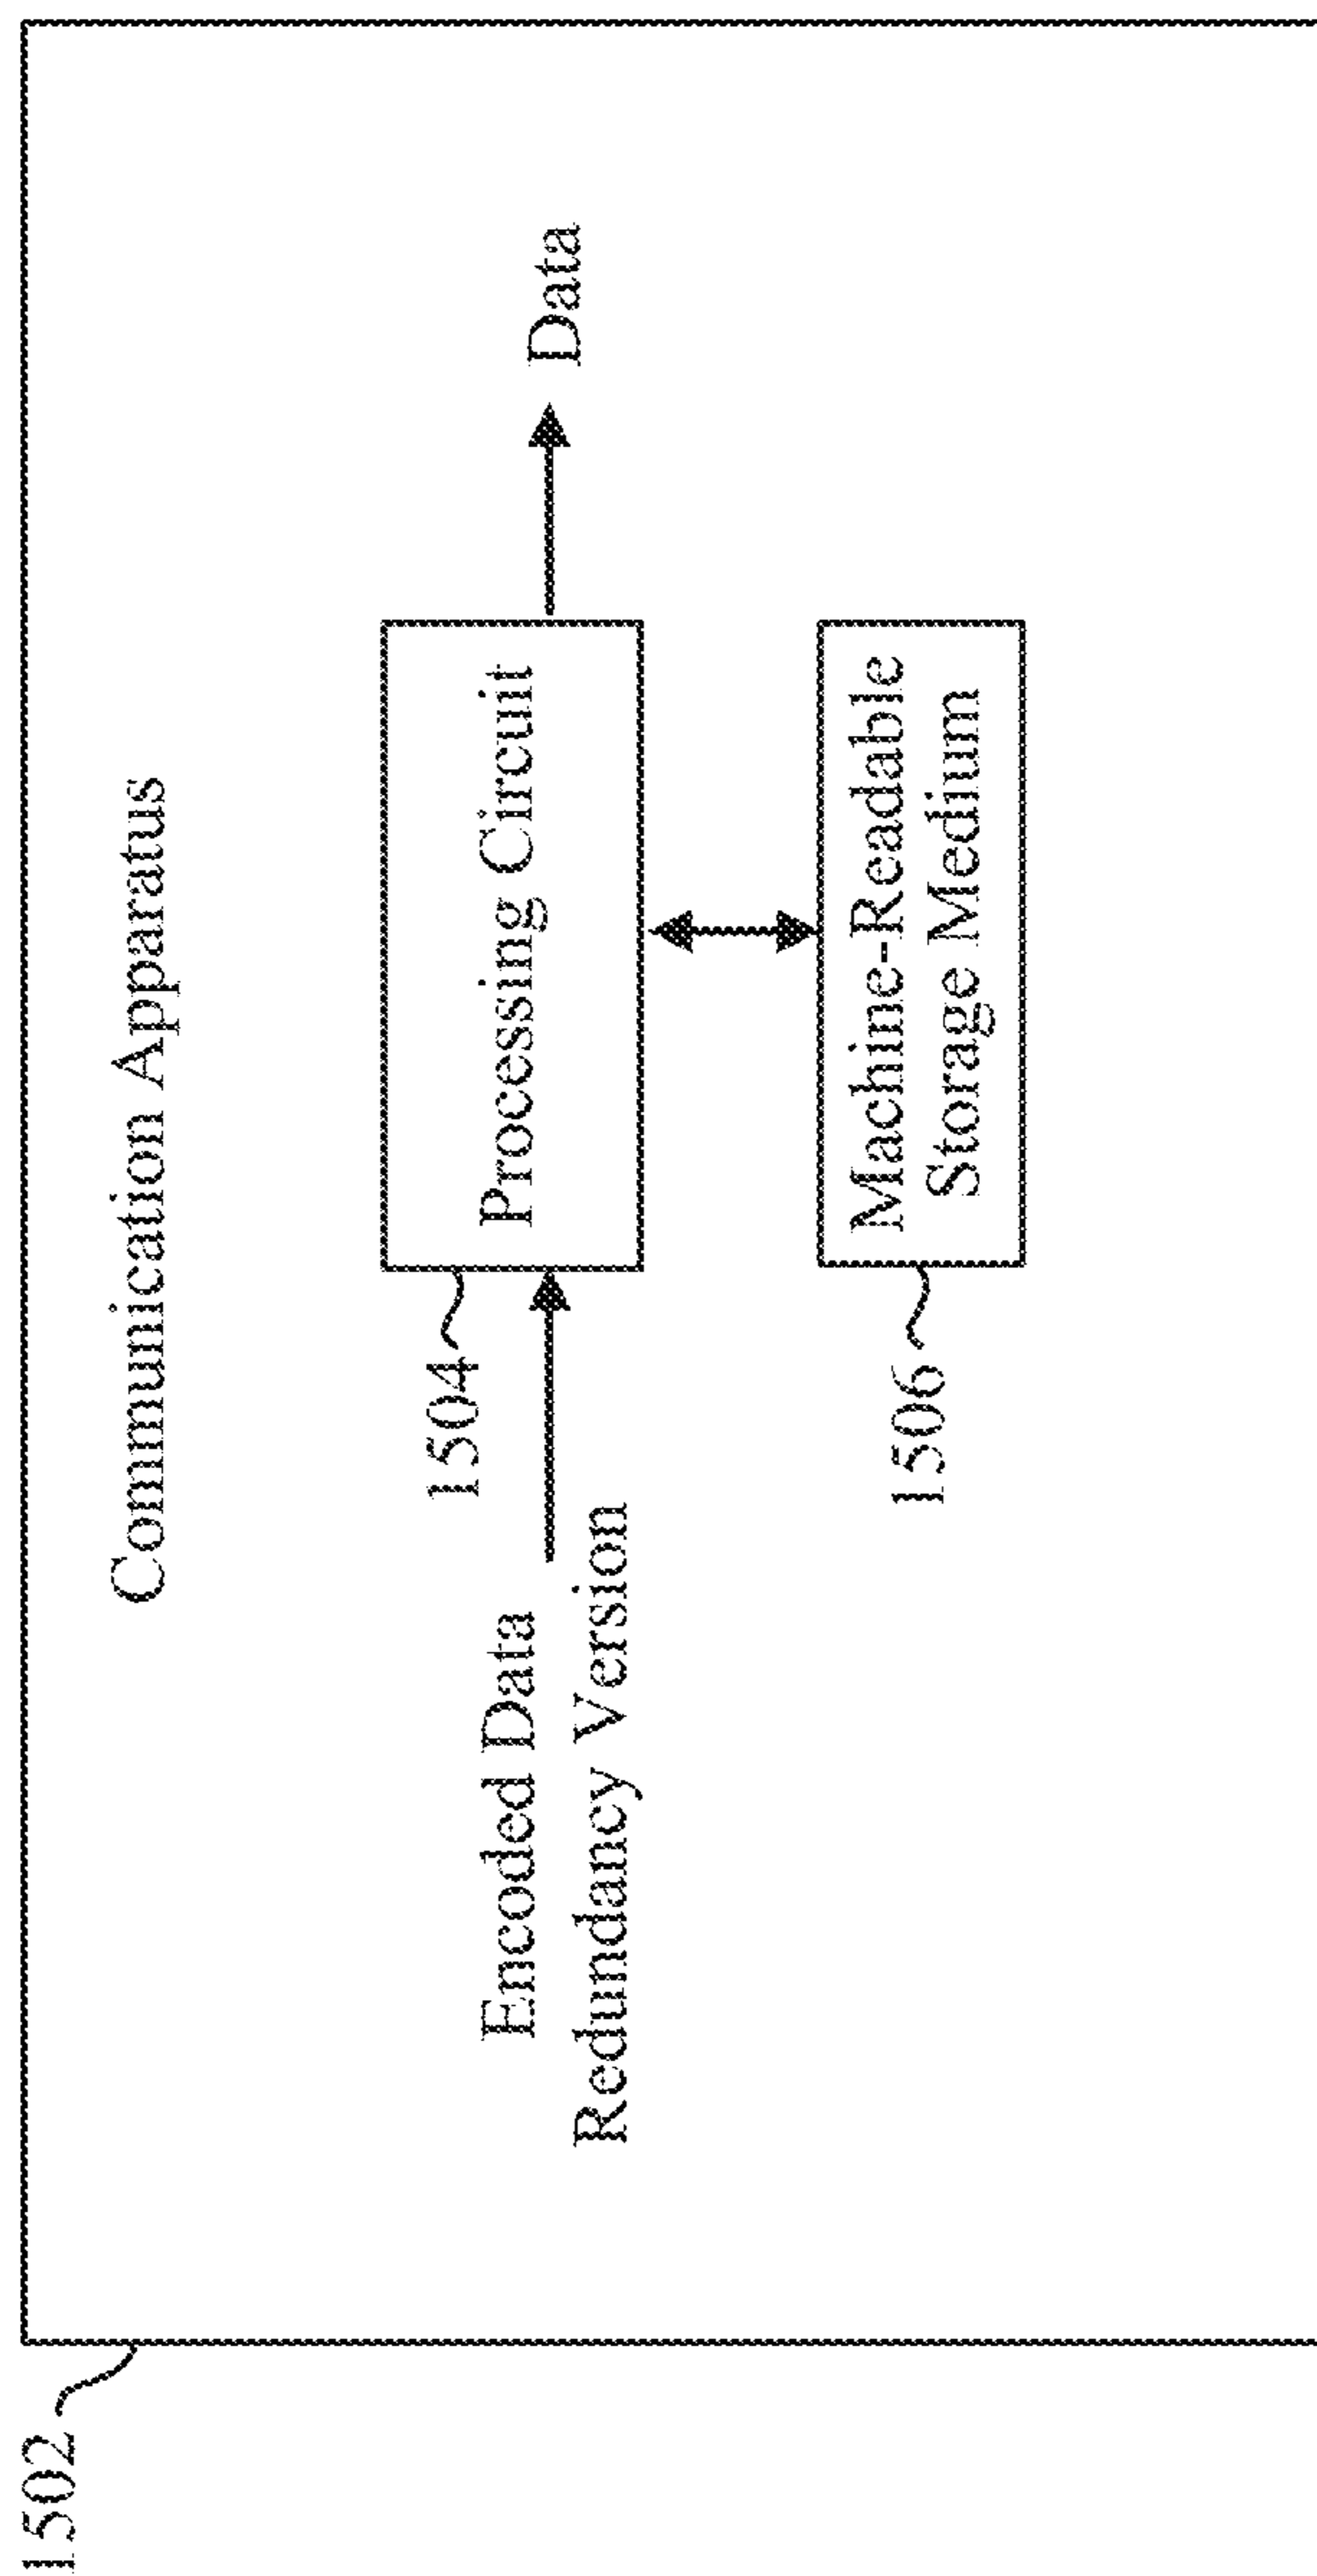 1502
Communication Apparatus
1504
Encoded Data
Redundancy Version
Processing Circuit
Data
1506
Machine-Readable
Storage Medium